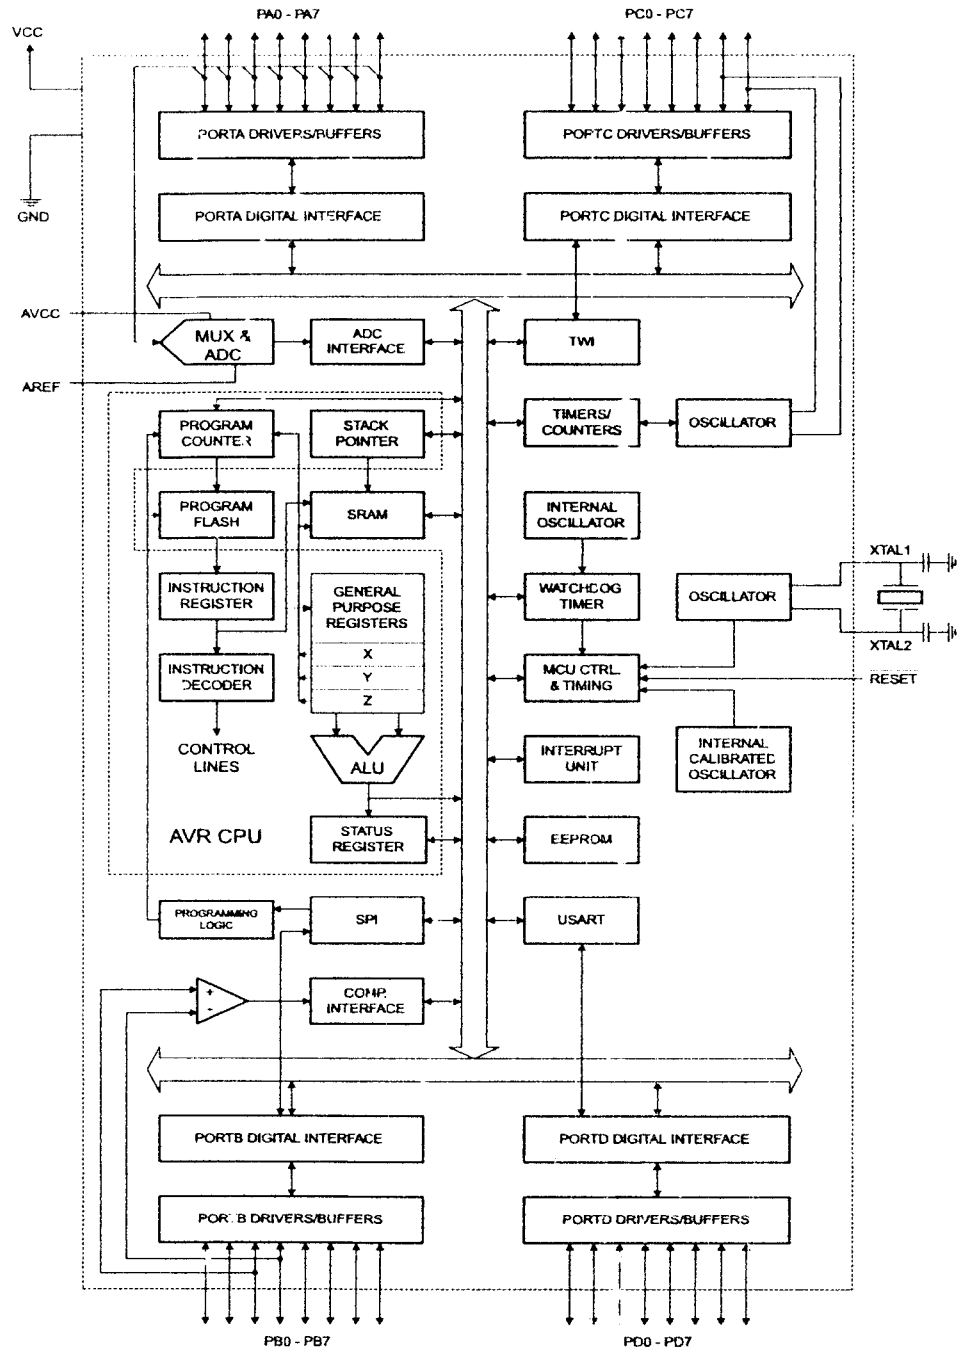 PA0 - PA7
PC0 - PC7
VCC
PORTA DRIVERS/BUFFERS
PORTC DRIVERS/BUFFERS
GND
PORTA DIGITAL INTERFACE
PORTC DIGITAL INTERFACE
AVCC
MUX &
ADC
ADC
INTERFACE
TWI
AREF
PROGRAM
COUNTER
STACK
POINTER
TIMERS/
COUNTERS
OSCILLATOR
PROGRAM
FLASH
SRAM
INTERNAL
OSCILLATOR
XTAL1
INSTRUCTION
REGISTER
GENERAL
PURPOSE
REGISTERS
WATCHDOG
TIMER
OSCILLATOR
X
XTAL2
INSTRUCTION
DECODER
Y
MCU CTRL.
& TIMING
RESET
Z
CONTROL
LINES
ALU
INTERRUPT
UNIT
INTERNAL
CALIBRATED
OSCILLATOR
AVR CPU
STATUS
REGISTER
EEPROM
PROGRAMMING
LOGIC
SPI
USART
+
-
COMP.
INTERFACE
PORTB DIGITAL INTERFACE
PORTD DIGITAL INTERFACE
PORTB DRIVERS/BUFFERS
PORTD DRIVERS/BUFFERS
PB0 - PB7
PD0 - PD7